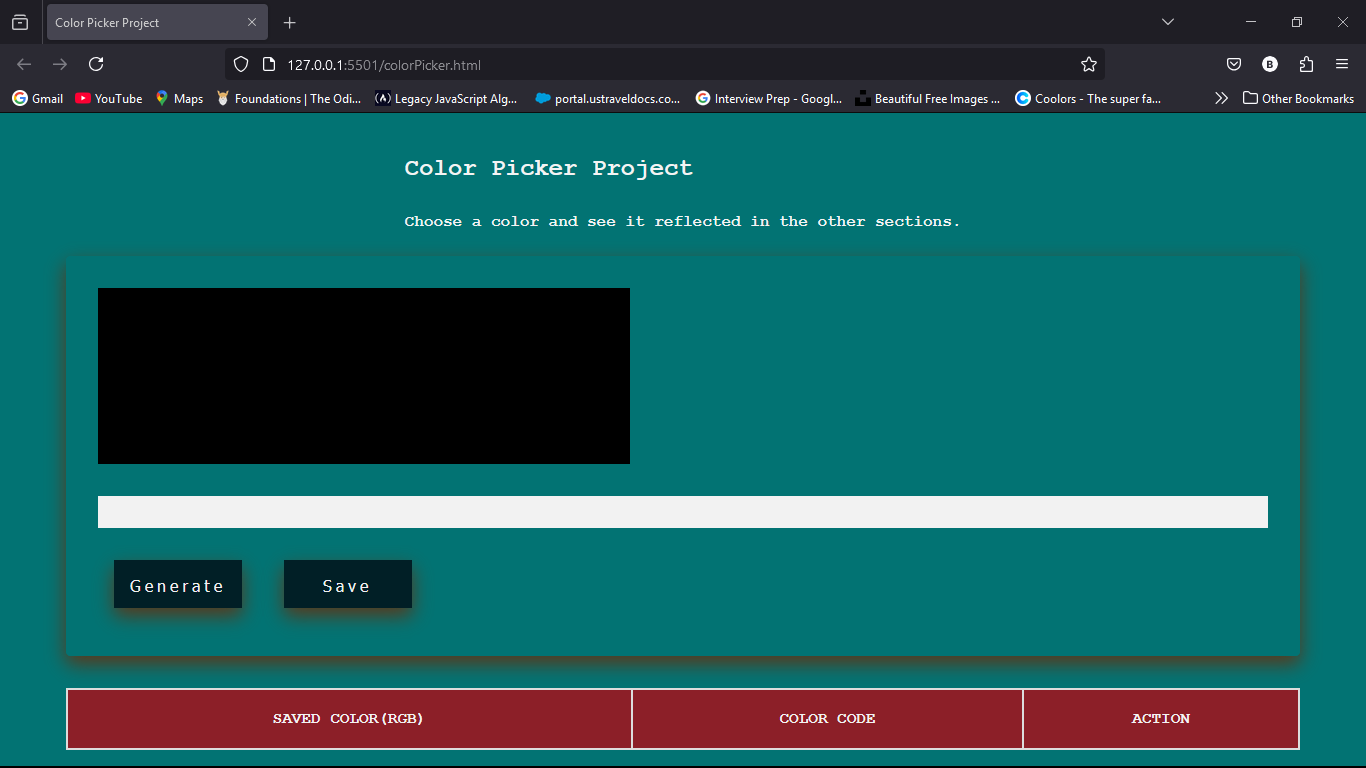 Color Picker Project
127.0.0.1:5501/colorPicker.html
B
Gmail YouTube Maps Foundations | The Odi... Legacy JavaScript Alg... portal.ustraveldocs.co... Interview Prep - Googl... Beautiful Free Images ... Coolors - The super fa... Other Bookmarks
Color Picker Project
Choose a color and see it reflected in the other sections.
Generate Save
SAVED COLOR(RGB) COLOR CODE ACTION